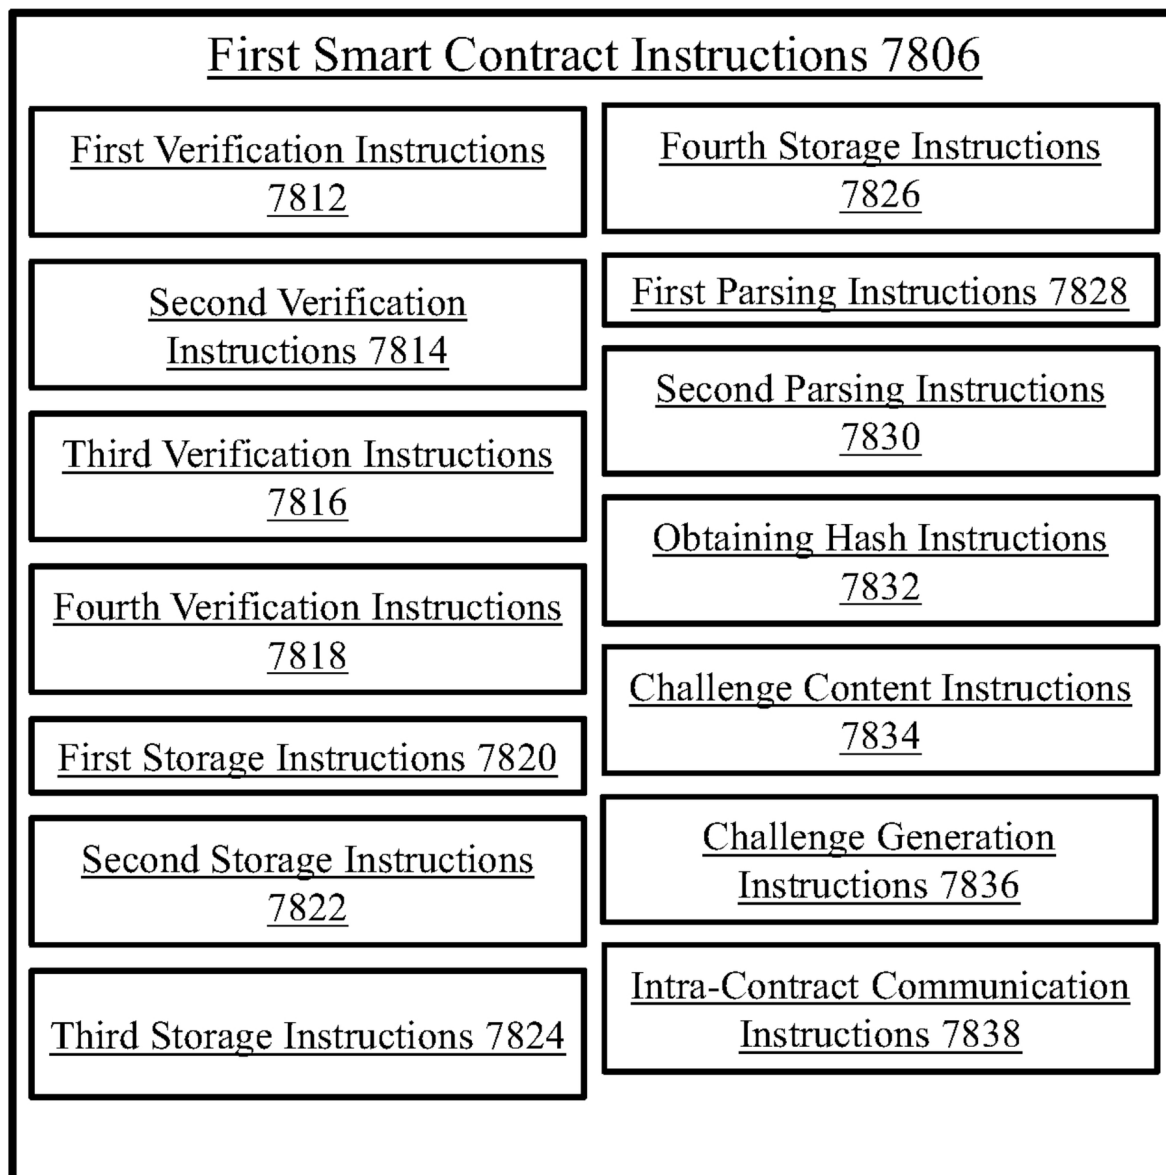 First Smart Contract Instructions 7806
First Verification Instructions
7812
Second Verification
Instructions 7814
Third Verification Instructions
7816
Fourth Verification Instructions
7818
First Storage Instructions 7820
Second Storage Instructions
7822
Third Storage Instructions 7824
Fourth Storage Instructions
7826
First Parsing Instructions 7828
Second Parsing Instructions
7830
Obtaining Hash Instructions
7832
Challenge Content Instructions
7834
Challenge Generation
Instructions 7836
Intra-Contract Communication
Instructions 7838